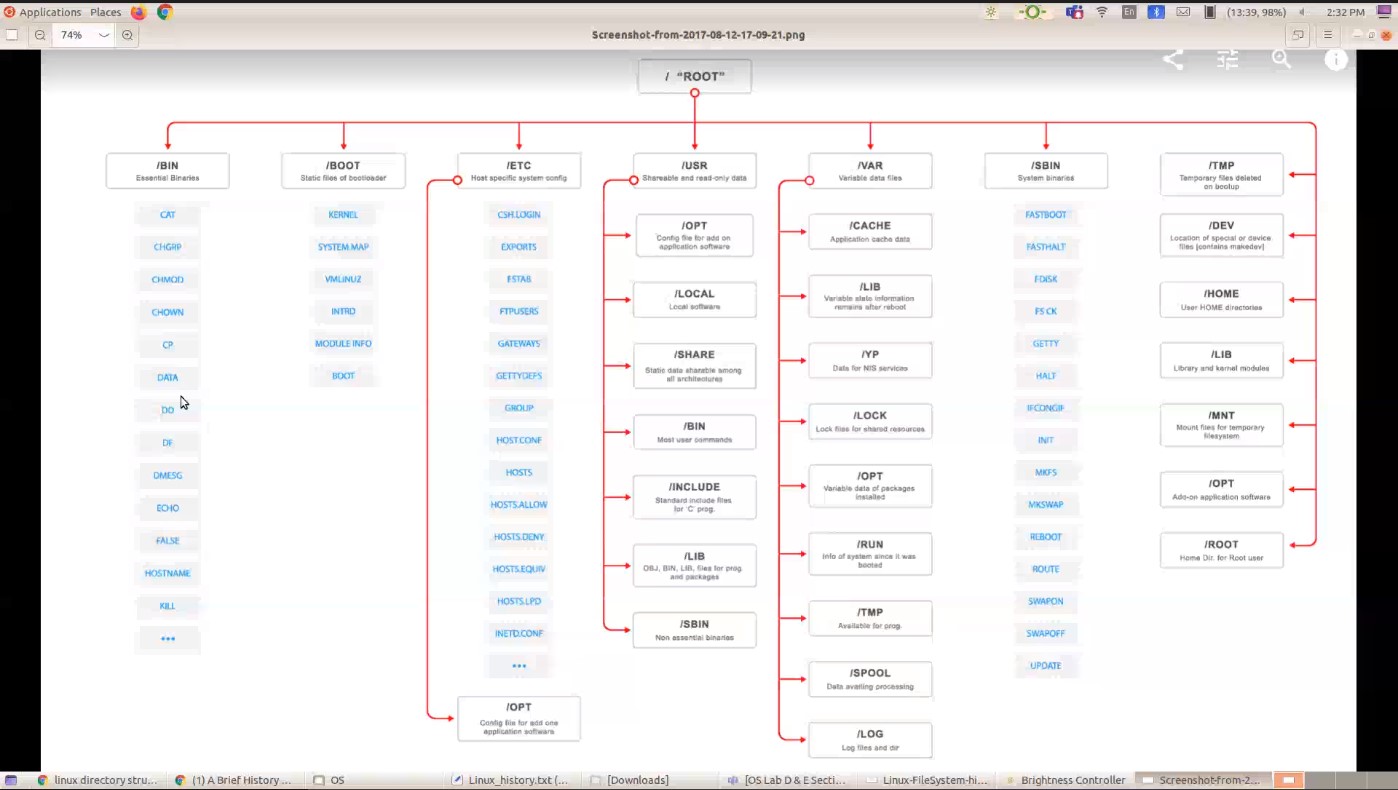 Applications Places
En
(13:39, 98%)
2:32 PM
74%
Screenshot-from-2017-08-12-17-09-21.png
/ “ROOT”
/BIN
Essential Binaries
CAT
CHGRP
CHMOD
CHOWN
CP
DATA
DD
DF
DMESG
ECHO
FALSE
HOSTNAME
KILL
•••
/BOOT
Static files of bootloader
KERNEL
SYSTEM.MAP
VMLINUZ
INTRD
MODULE INFO
BOOT
/ETC
Host specific system config
CSH.LOGIN
EXPORTS
FSTAB
FTPUSERS
GATEWAYS
GETTYDEFS
GROUP
HOST.CONF
HOSTS
HOSTS.ALLOW
HOSTS.DENY
HOSTS.EQUIV
HOSTS.LPD
INETD.CONF
•••
/OPT
Config file for add one
application software
/USR
Shareable and read-only data
/OPT
Config file for add on
application software
/LOCAL
Local software
/SHARE
Static data sharable among
all architectures
/BIN
Most user commands
/INCLUDE
Standard include files
for 'C' prog.
/LIB
OBJ, BIN, LIB, files for prog.
and packages
/SBIN
Non essential binaries
/VAR
Variable data files
/CACHE
Application cache data
/LIB
Variable state information
remains after reboot
/YP
Data for NIS services
/LOCK
Lock files for shared resources
/OPT
Variable data of packages
installed
/RUN
Info of system since it was
booted
/TMP
Available for prog.
/SPOOL
Data availing processing
/LOG
Log files and dir
/SBIN
System binaries
FASTBOOT
FASTHALT
FDISK
FS CK
GETTY
HALT
IFCONGIF
INIT
MKFS
MKSWAP
REBOOT
ROUTE
SWAPON
SWAPOFF
UPDATE
/TMP
Temporary files deleted
on bootup
/DEV
Location of special or device
files [contains makedev]
/HOME
User HOME directories
/LIB
Library and kernel modules
/MNT
Mount files for temporary
filesystem
/OPT
Add-on application software
/ROOT
Home Dir. for Root user
linux directory stru...
(1) A Brief History ...
OS
Linux_history.txt (...
[Downloads]
[OS Lab D & E Secti...
Linux-FileSystem-hi...
Brightness Controller
Screenshot-from-2...